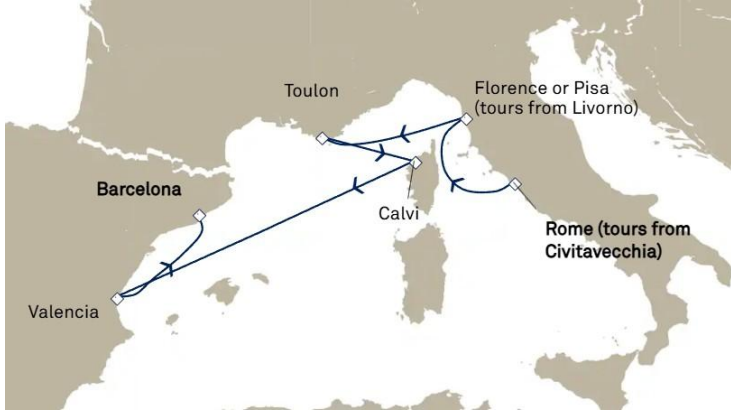 Toulon
Florence or Pisa
(tours from Livorno)
Barcelona
Calvi
Rome (tours from
Civitavecchia)
Valencia